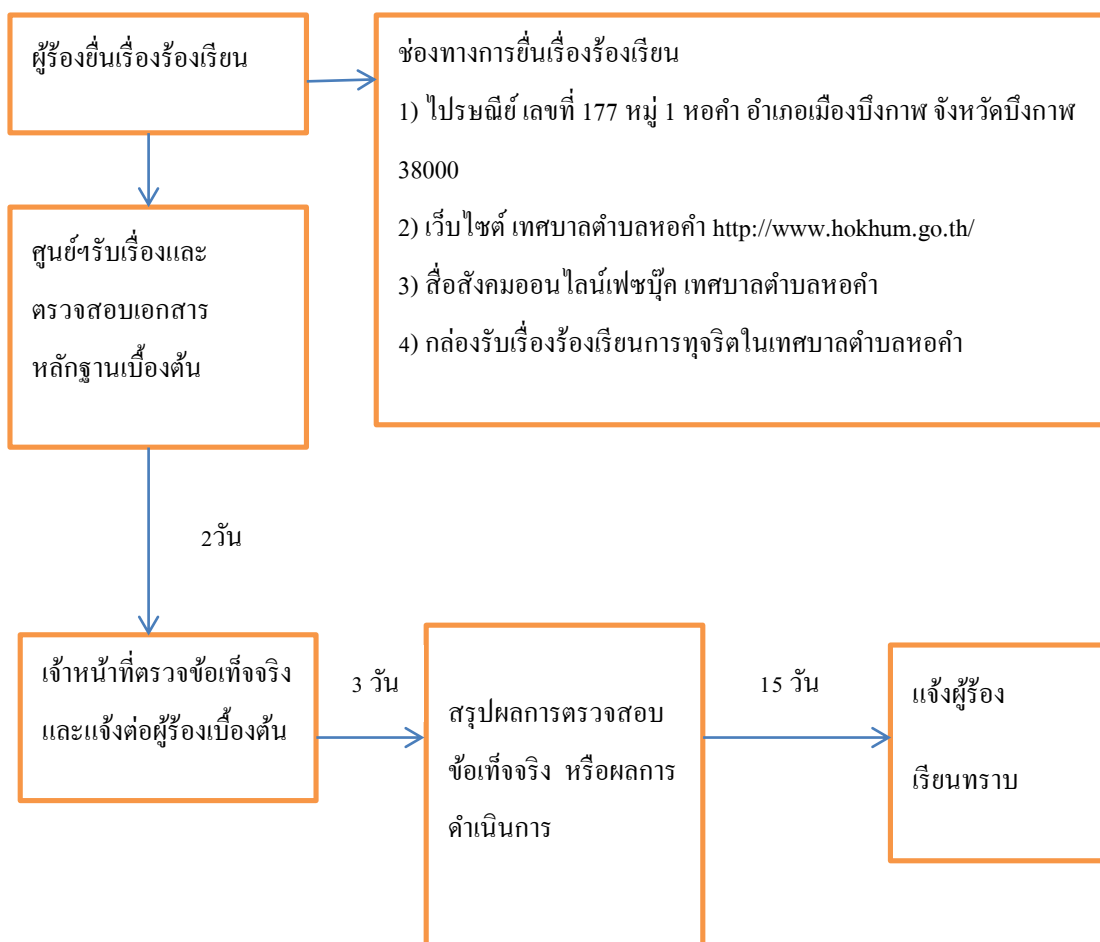 ผู้ร้องยื่นเรื่องร้องเรียน
ช่องทางการยื่นเรื่องร้องเรียน
1) ไปรษณีย์ เลขที่ 177 หมู่ 1 หอคำ อำเภอเมืองบึงกาฬ จังหวัดบึงกาฬ
38000
2) เว็บไซต์ เทศบาลตำบลหอคำ http://www.hokhum.go.th/
3) สื่อสังคมออนไลน์เฟซบุ๊ค เทศบาลตำบลหอคำ
4) กล่องรับเรื่องร้องเรียนการทุจริตในเทศบาลตำบลหอคำ
ศูนย์ฯรับเรื่องและ
ตรวจสอบเอกสาร
หลักฐานเบื้องต้น
2วัน
เจ้าหน้าที่ตรวจข้อเท็จจริง
และแจ้งต่อผู้ร้องเบื้องต้น
3 วัน
สรุปผลการตรวจสอบ
ข้อเท็จจริง หรือผลการ
ดำเนินการ
15 วัน
แจ้งผู้ร้อง
เรียนทราบ